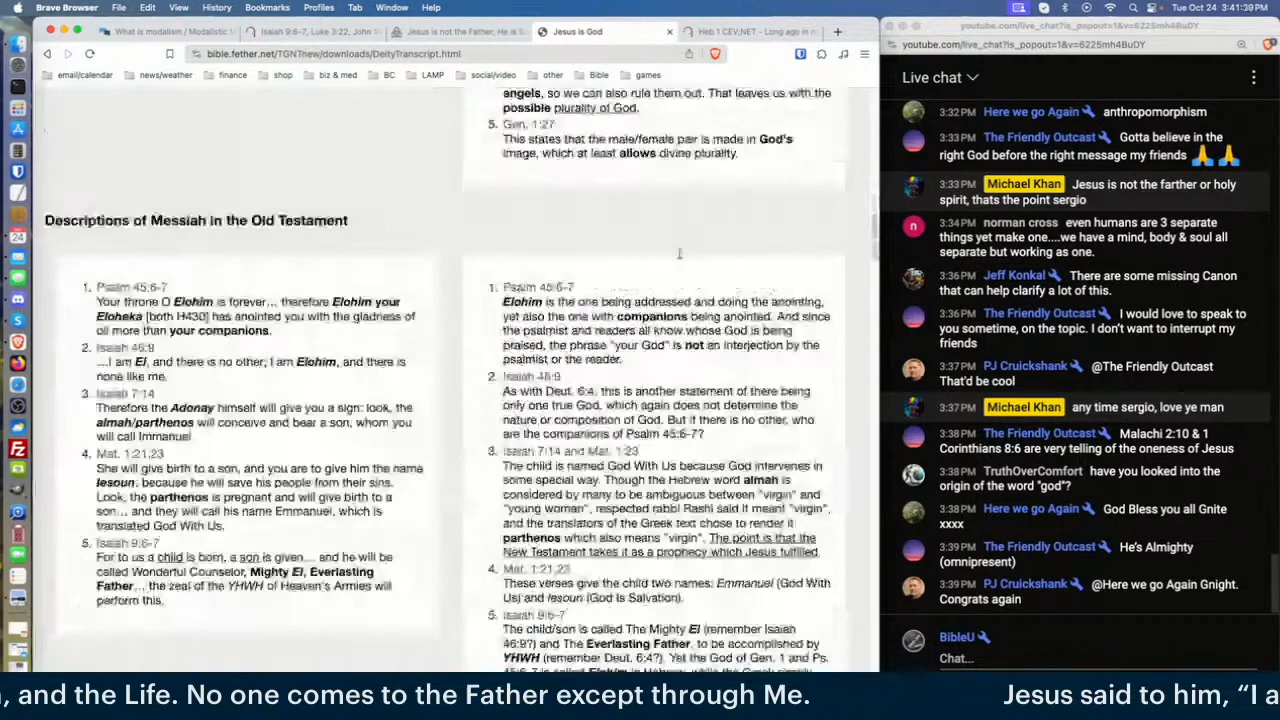 Brave Browser File Edit View History Bookmarks Profiles Tab Window Help
Tue Oct 24 3:41:39 PM
What is modalism / Modalistic M
Isaiah 9:6-7, Luke 3:22, John
Jesus is not the Father, He is S
Jesus is God
Heb 1 CEV;NET - Long ago in m
bible.fether.net/TGNTnew/downloads/DeityTranscript.html
email/calendar news/weather finance shop biz & med BC LAMP social/video other Bible games
angels, so we can also rule them out. That leaves us with the
possible plurality of God.
5. Gen. 1:27
This states that the male/female pair is made in God's
image, which at least allows divine plurality.
Descriptions of Messiah in the Old Testament
1. Psalm 45:6-7
Your throne O Elohim is forever... therefore Elohim your
Eloheka [both H430] has anointed you with the gladness of
oil more than your companions.
2. Isaiah 46:9
...I am El, and there is no other; I am Elohim, and there is
none like me.
3. Isaiah 7:14
Therefore the Adonay himself will give you a sign: look, the
almah/parthenos will conceive and bear a son, whom you
will call Immanuel.
4. Mat. 1:21,23
She will give birth to a son, and you are to give him the name
Iesoun, because he will save his people from their sins.
Look, the parthenos is pregnant and will give birth to a
son... and they will call his name Emmanuel, which is
translated God With Us.
5. Isaiah 9:6-7
For to us a child is born, a son is given... and he will be
called Wonderful Counselor, Mighty El, Everlasting
Father... the zeal of the YHWH of Heaven's Armies will
perform this.
1. Psalm 45:6-7
Elohim is the one being addressed and doing the anointing,
yet also the one with companions being anointed. And since
the psalmist and readers all know whose God is being
praised, the phrase "your God" is not an interjection by the
psalmist or the reader.
2. Isaiah 46:9
As with Deut. 6:4, this is another statement of there being
only one true God, which again does not determine the
nature or composition of God. But if there is no other, who
are the companions of Psalm 45:6-7?
3. Isaiah 7:14 and Mat. 1:23
The child is named God With Us because God intervenes in
some special way. Though the Hebrew word almah is
considered by many to be ambiguous between "virgin" and
"young woman", respected rabbi Rashi said it meant "virgin",
and the translators of the Greek text chose to render it
parthenos which also means "virgin". The point is that the
New Testament takes it as a prophecy which Jesus fulfilled.
4. Mat. 1:21,23
These verses give the child two names: Emmanuel (God With
Us) and Iesoun (God Is Salvation).
5. Isaiah 9:6-7
The child/son is called The Mighty El (remember Isaiah
46:9?) and The Everlasting Father, to be accomplished by
YHWH (remember Deut. 6:4?). Yet the God of Gen. 1 and Ps.
youtube.com/live_chat?is_popout=1&v=6225mh4BuDY
youtube.com/live_chat?is_popout=1&v=6225mh4BuDY
Live chat
3:32 PM Here we go Again anthropomorphism
3:33 PM The Friendly Outcast Gotta believe in the
right God before the right message my friends 🙏 🙏
3:33 PM Michael Khan Jesus is not the farther or holy
spirit, thats the point sergio
3:34 PM norman cross even humans are 3 separate
things yet make one....we have a mind, body & soul all
separate but working as one.
3:36 PM Jeff Konkal There are some missing Canon
that can help clarify a lot of this.
3:36 PM The Friendly Outcast I would love to speak to
you sometime, on the topic. I don't want to interrupt my
friends
3:37 PM PJ Cruickshank @The Friendly Outcast
That'd be cool
3:37 PM Michael Khan any time sergio, love ye man
3:38 PM The Friendly Outcast Malachi 2:10 & 1
Corinthians 8:6 are very telling of the oneness of Jesus
3:38 PM TruthOverComfort have you looked into the
origin of the word "god"?
3:38 PM Here we go Again God Bless you all Gnite
xxxx
3:39 PM The Friendly Outcast He's Almighty
(omnipresent)
3:39 PM PJ Cruickshank @Here we go Again Gnight.
Congrats again
BibleU
Chat...
, and the Life. No one comes to the Father except through Me. Jesus said to him, “I a